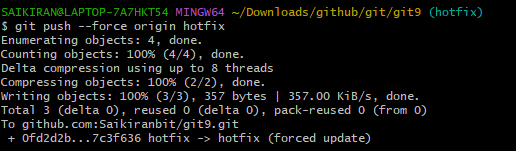 SAIKIRAN@LAPTOP-7A7HKT54 MINGW64 ~/Downloads/github/git/git9 (hotfix)
$ git push --force origin hotfix
Enumerating objects: 4, done.
Counting objects: 100% (4/4), done.
Delta compression using up to 8 threads
Compressing objects: 100% (2/2), done.
Writing objects: 100% (3/3), 357 bytes | 357.00 KiB/s, done.
Total 3 (delta 0), reused 0 (delta 0), pack-reused 0 (from 0)
To github.com:Saikiranbit/git9.git
 + 0fd2d2b...7c3f636 hotfix -> hotfix (forced update)